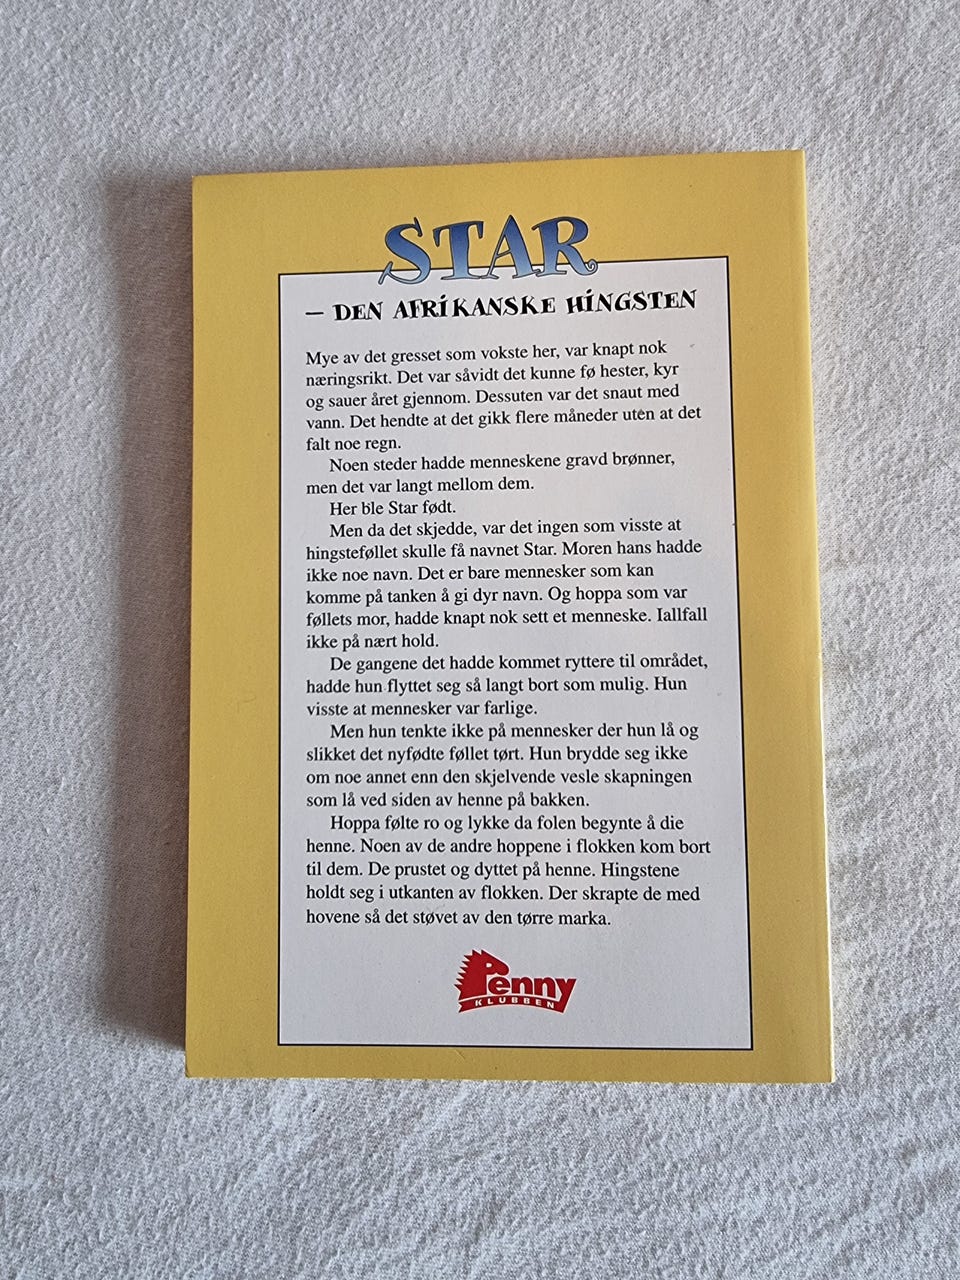 STAR
– DEN AFRIKANSKE HINGSTEN
Mye av det gresset som vokste her, var knapt nok
næringsrikt. Det var såvidt det kunne fø hester, kyr
og sauer året gjennom. Dessuten var det snaut med
vann. Det hendte at det gikk flere måneder uten at det
falt noe regn.
Noen steder hadde menneskene gravd brønner,
men det var langt mellom dem.
Her ble Star født.
Men da det skjedde, var det ingen som visste at
hingsteføllet skulle få navnet Star. Moren hans hadde
ikke noe navn. Det er bare mennesker som kan
komme på tanken å gi dyr navn. Og hoppa som var
føllets mor, hadde knapt nok sett et menneske. Iallfall
ikke på nært hold.
De gangene det hadde kommet ryttere til området,
hadde hun flyttet seg så langt bort som mulig. Hun
visste at mennesker var farlige.
Men hun tenkte ikke på mennesker der hun lå og
slikket det nyfødte føllet tørt. Hun brydde seg ikke
om noe annet enn den skjelvende vesle skapningen
som lå ved siden av henne på bakken.
Hoppa følte ro og lykke da folen begynte å die
henne. Noen av de andre hoppene i flokken kom bort
til dem. De prustet og dyttet på henne. Hingstene
holdt seg i utkanten av flokken. Der skrapte de med
hovene så det støvet av den tørre marka.
Penny
KLUBBEN